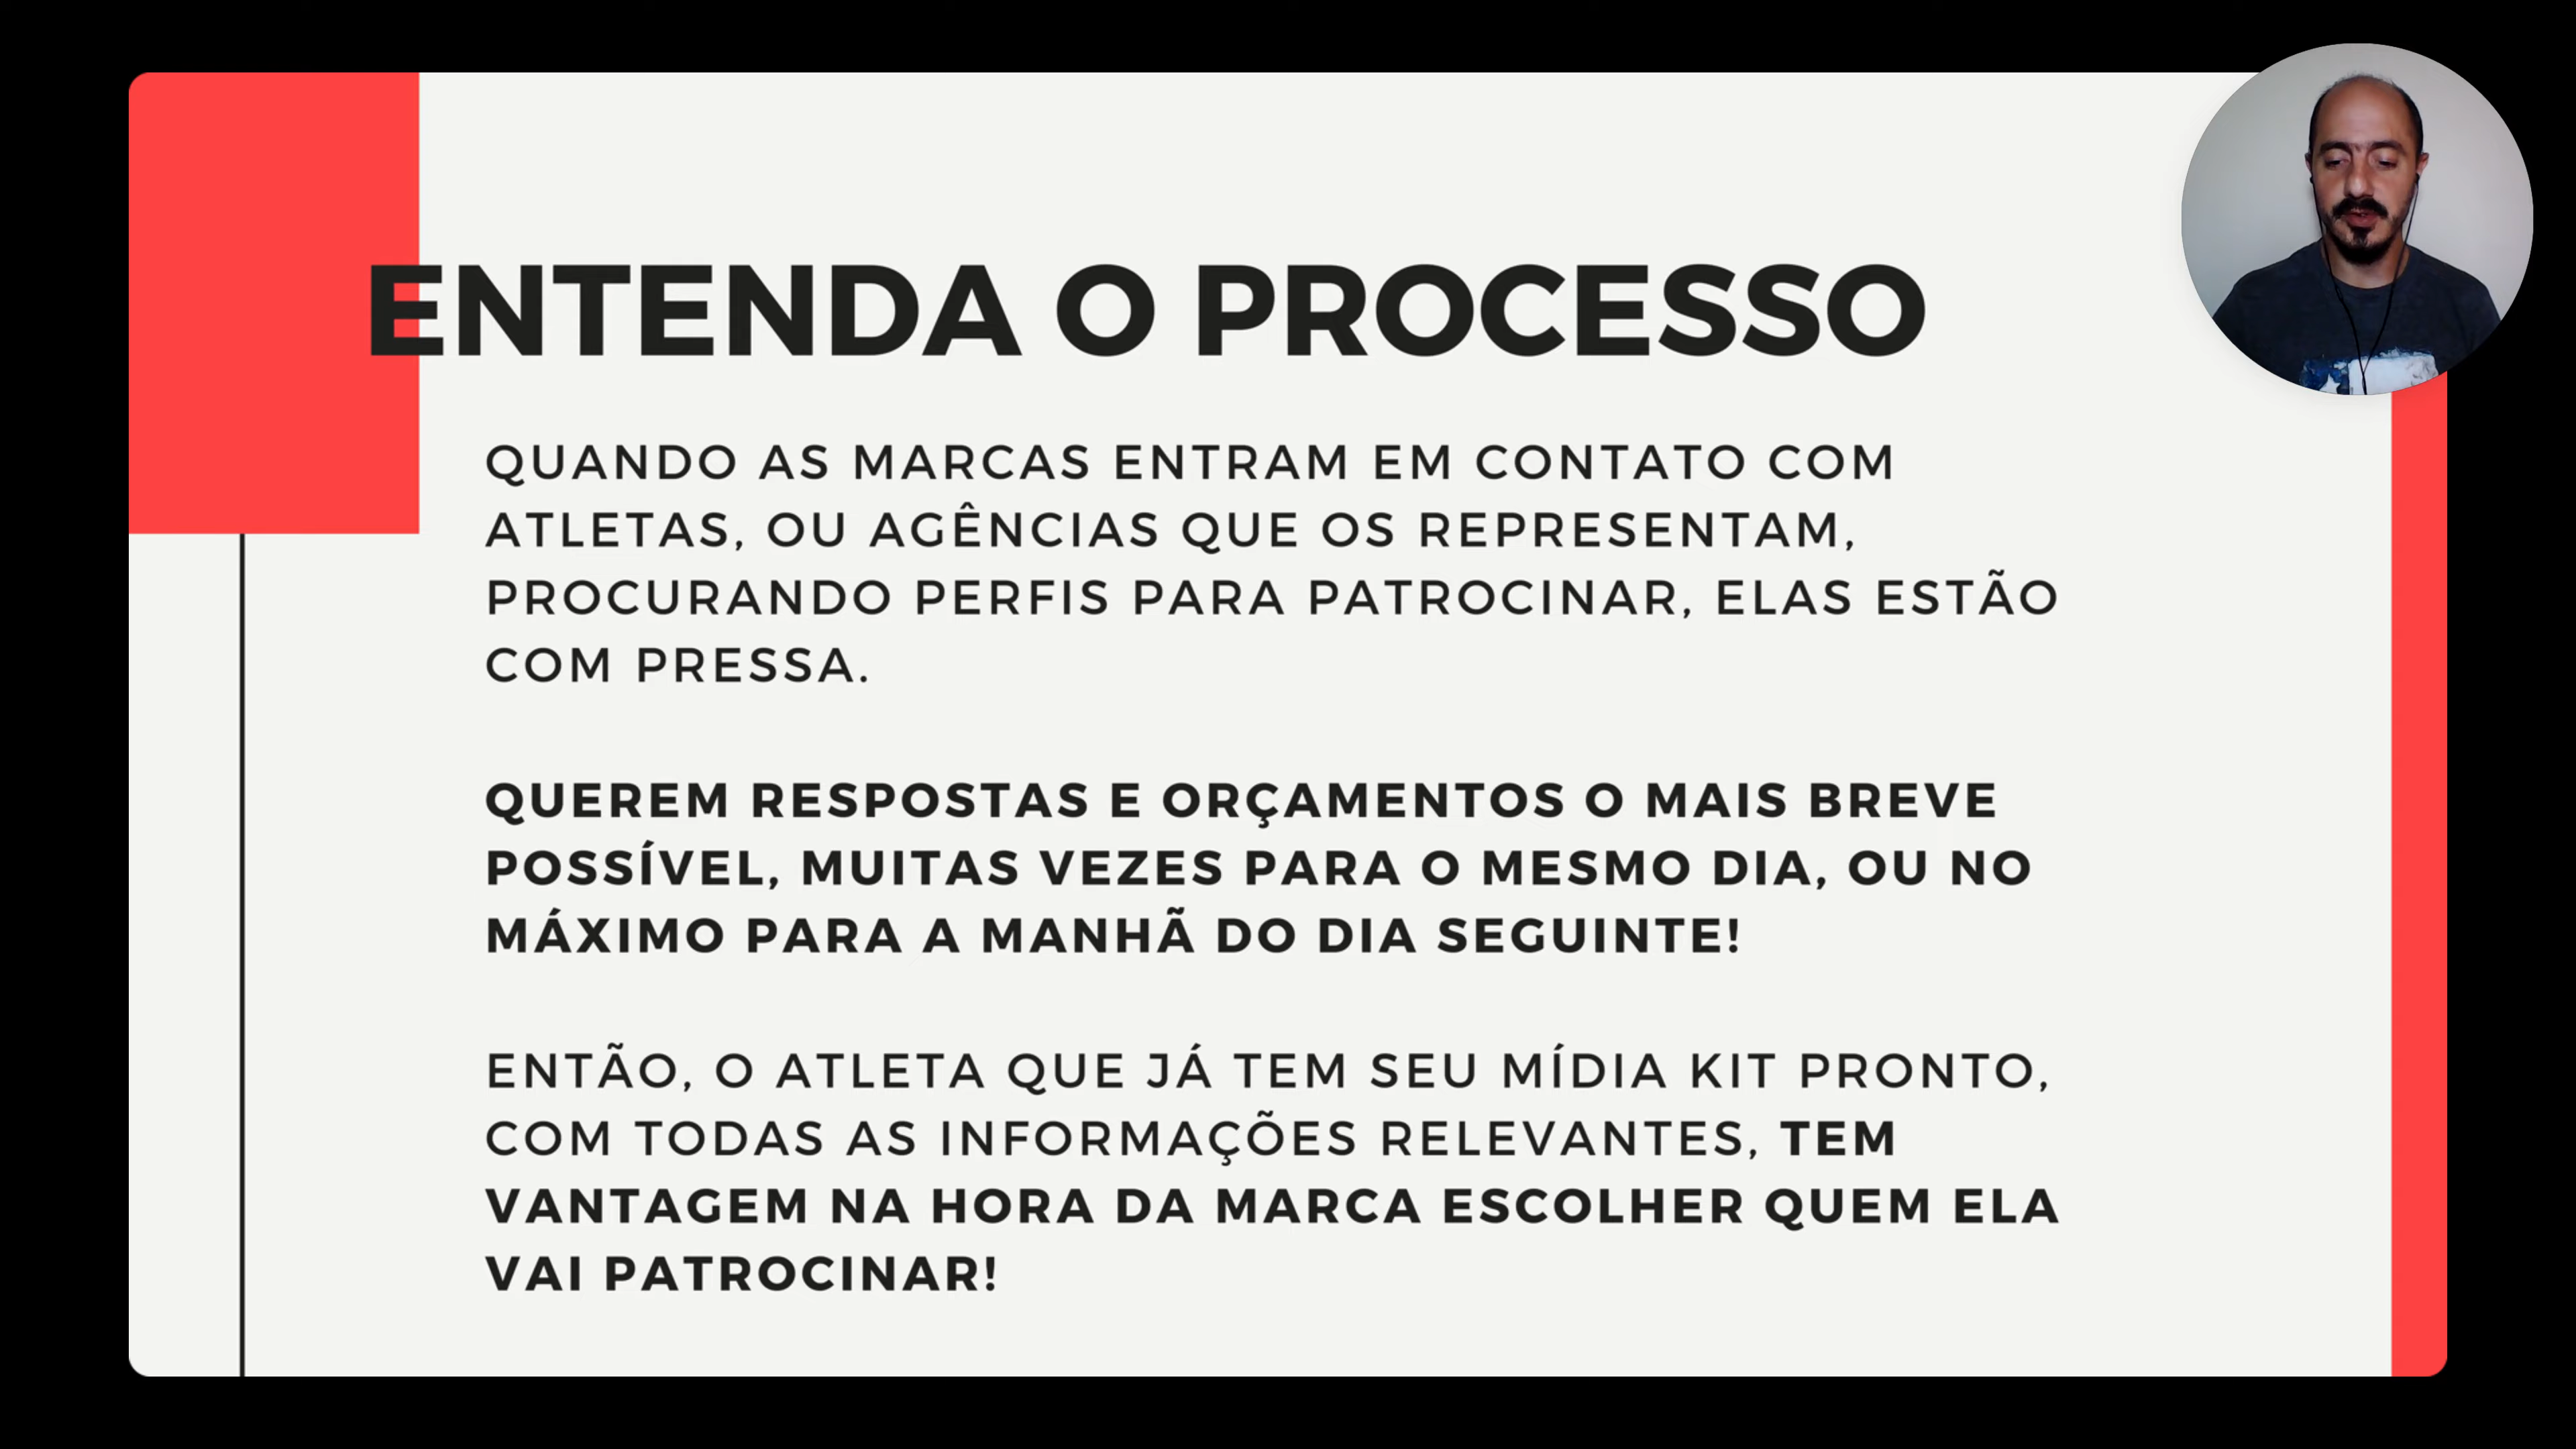 ENTENDA O PROCESSO
QUANDO AS MARCAS ENTRAM EM CONTATO COM
ATLETAS, OU AGÊNCIAS QUE OS REPRESENTAM,
PROCURANDO PERFIS PARA PATROCINAR, ELAS ESTÃO
COM PRESSA.
QUEREM RESPOSTAS E ORÇAMENTOS O MAIS BREVE
POSSÍVEL, MUITAS VEZES PARA O MESMO DIA, OU NO
MÁXIMO PARA A MANHÃ DO DIA SEGUINTE!
ENTÃO, O ATLETA QUE JÁ TEM SEU MÍDIA KIT PRONTO,
COM TODAS AS INFORMAÇÕES RELEVANTES, TEM
VANTAGEM NA HORA DA MARCA ESCOLHER QUEM ELA
VAI PATROCINAR!